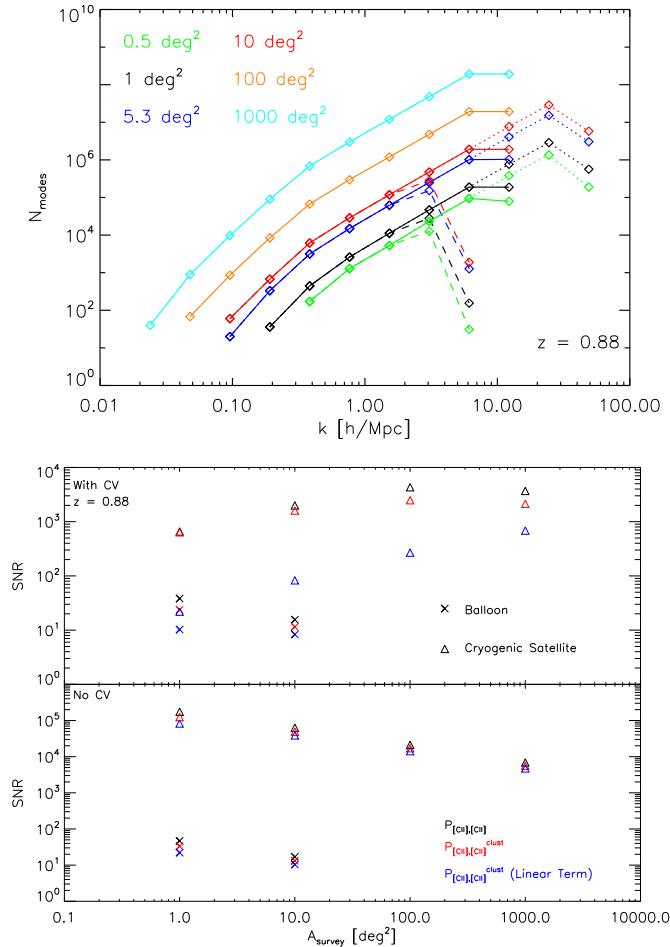 10^10
10^8
10^6
10^4
10^2
10^0
N_modes
0.5 deg^2
1 deg^2
5.3 deg^2
10 deg^2
100 deg^2
1000 deg^2
z = 0.88
0.01 0.10 1.00 10.00 100.00
k [h/Mpc]
10^4
10^3
10^2
10^1
10^0
SNR
With CV
z = 0.88
Balloon
Cryogenic Satellite
10^5
10^4
10^3
10^2
10^1
10^0
SNR
No CV
P_[CII],[CII]
P_[CII],[CII]^clust
P_[CII],[CII]^clust (Linear Term)
0.1 1.0 10.0 100.0 1000.0 10000.0
A_survey [deg^2]